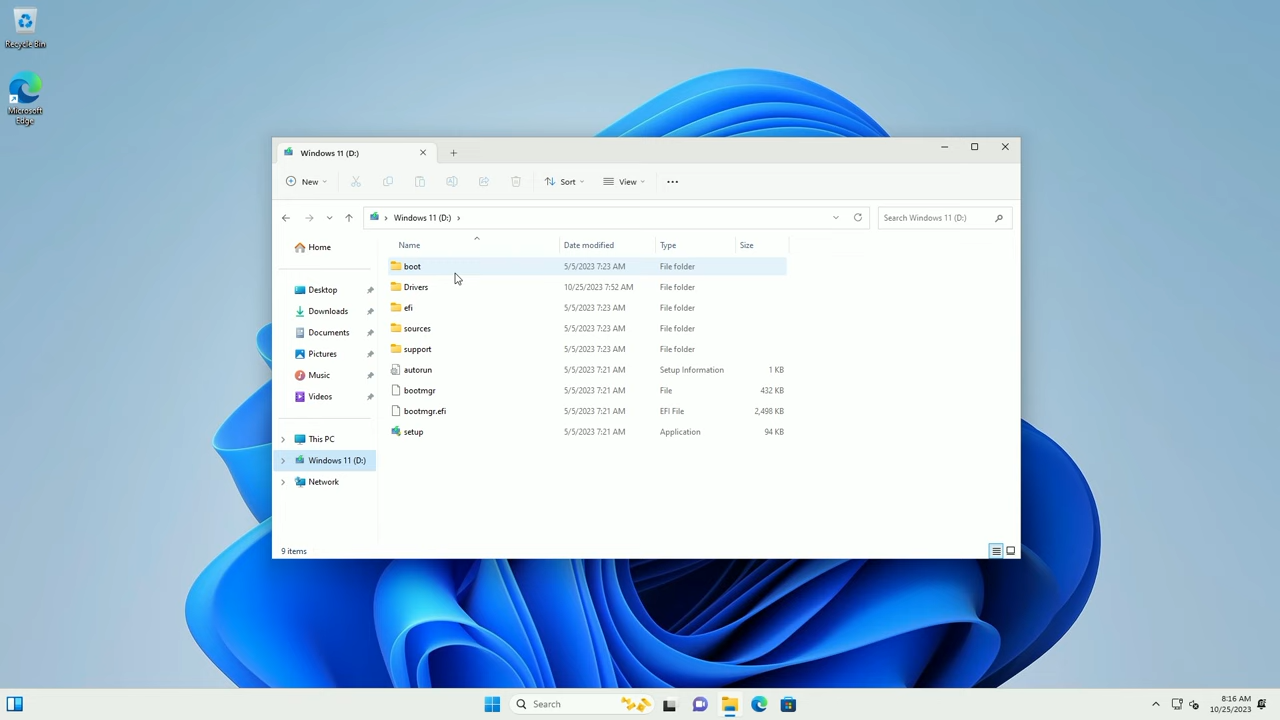 Recycle Bin
Microsoft
Edge
Windows 11 (D:)
New
Sort
View
Windows 11 (D:)
Search Windows 11 (D:)
Name Date modified Type Size
Home
boot 5/5/2023 7:23 AM File folder
Drivers 10/25/2023 7:52 AM File folder
efi 5/5/2023 7:23 AM File folder
sources 5/5/2023 7:23 AM File folder
support 5/5/2023 7:23 AM File folder
autorun 5/5/2023 7:21 AM Setup Information 1 KB
bootmgr 5/5/2023 7:21 AM File 432 KB
bootmgr.efi 5/5/2023 7:21 AM EFI File 2,498 KB
setup 5/5/2023 7:21 AM Application 94 KB
Desktop
Downloads
Documents
Pictures
Music
Videos
This PC
Windows 11 (D:)
Network
9 items
Search
8:16 AM
10/25/2023